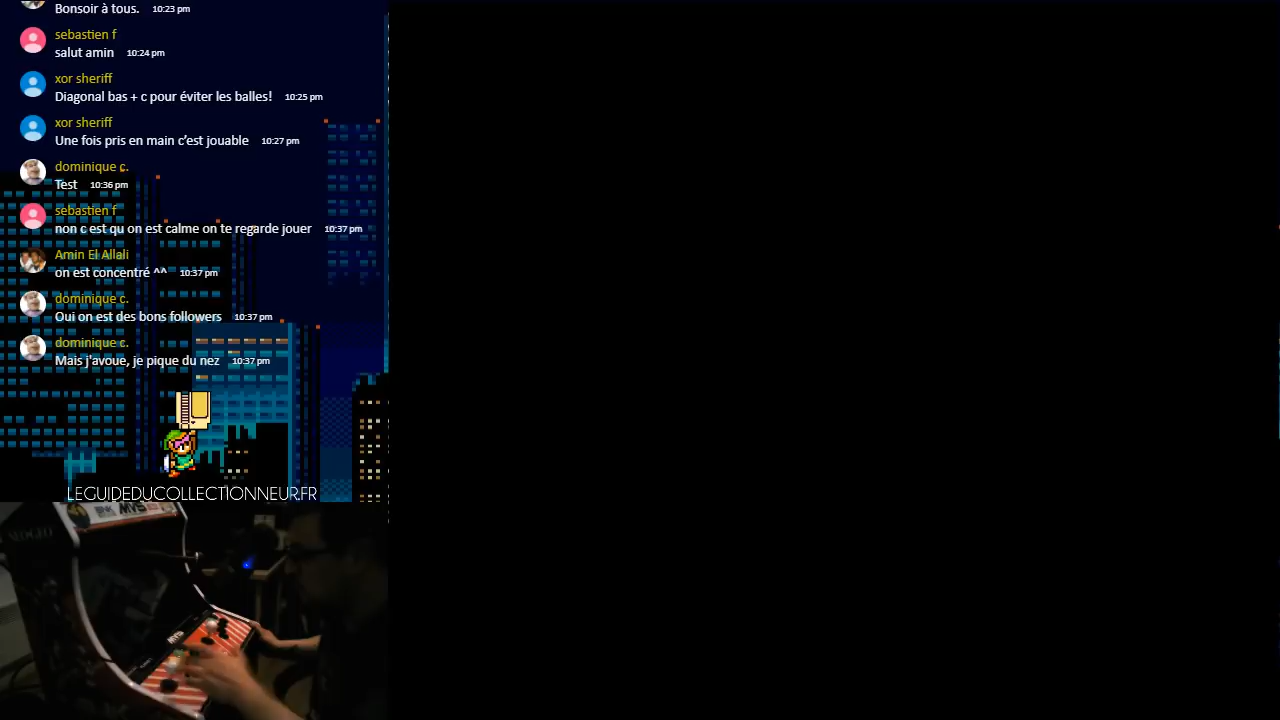 Bonsoir à tous. 10:23 pm
sebastien f
salut amin 10:24 pm
xor sheriff
Diagonal bas + c pour éviter les balles! 10:25 pm
xor sheriff
Une fois pris en main c'est jouable 10:27 pm
dominique c.
Test 10:36 pm
sebastien f
non c est qu on est calme on te regarde jouer 10:37 pm
Amin El Allali
on est concentré ^^ 10:37 pm
dominique c.
Oui on est des bons followers 10:37 pm
dominique c.
Mais j'avoue, je pique du nez 10:37 pm
LEGUIDEDUCOLLECTIONNEUR.FR
MVS